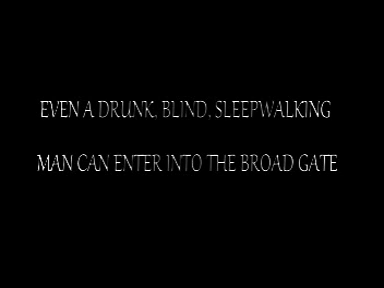 EVEN A DRUNK, BLIND, SLEEPWALKING
MAN CAN ENTER INTO THE BROAD GATE